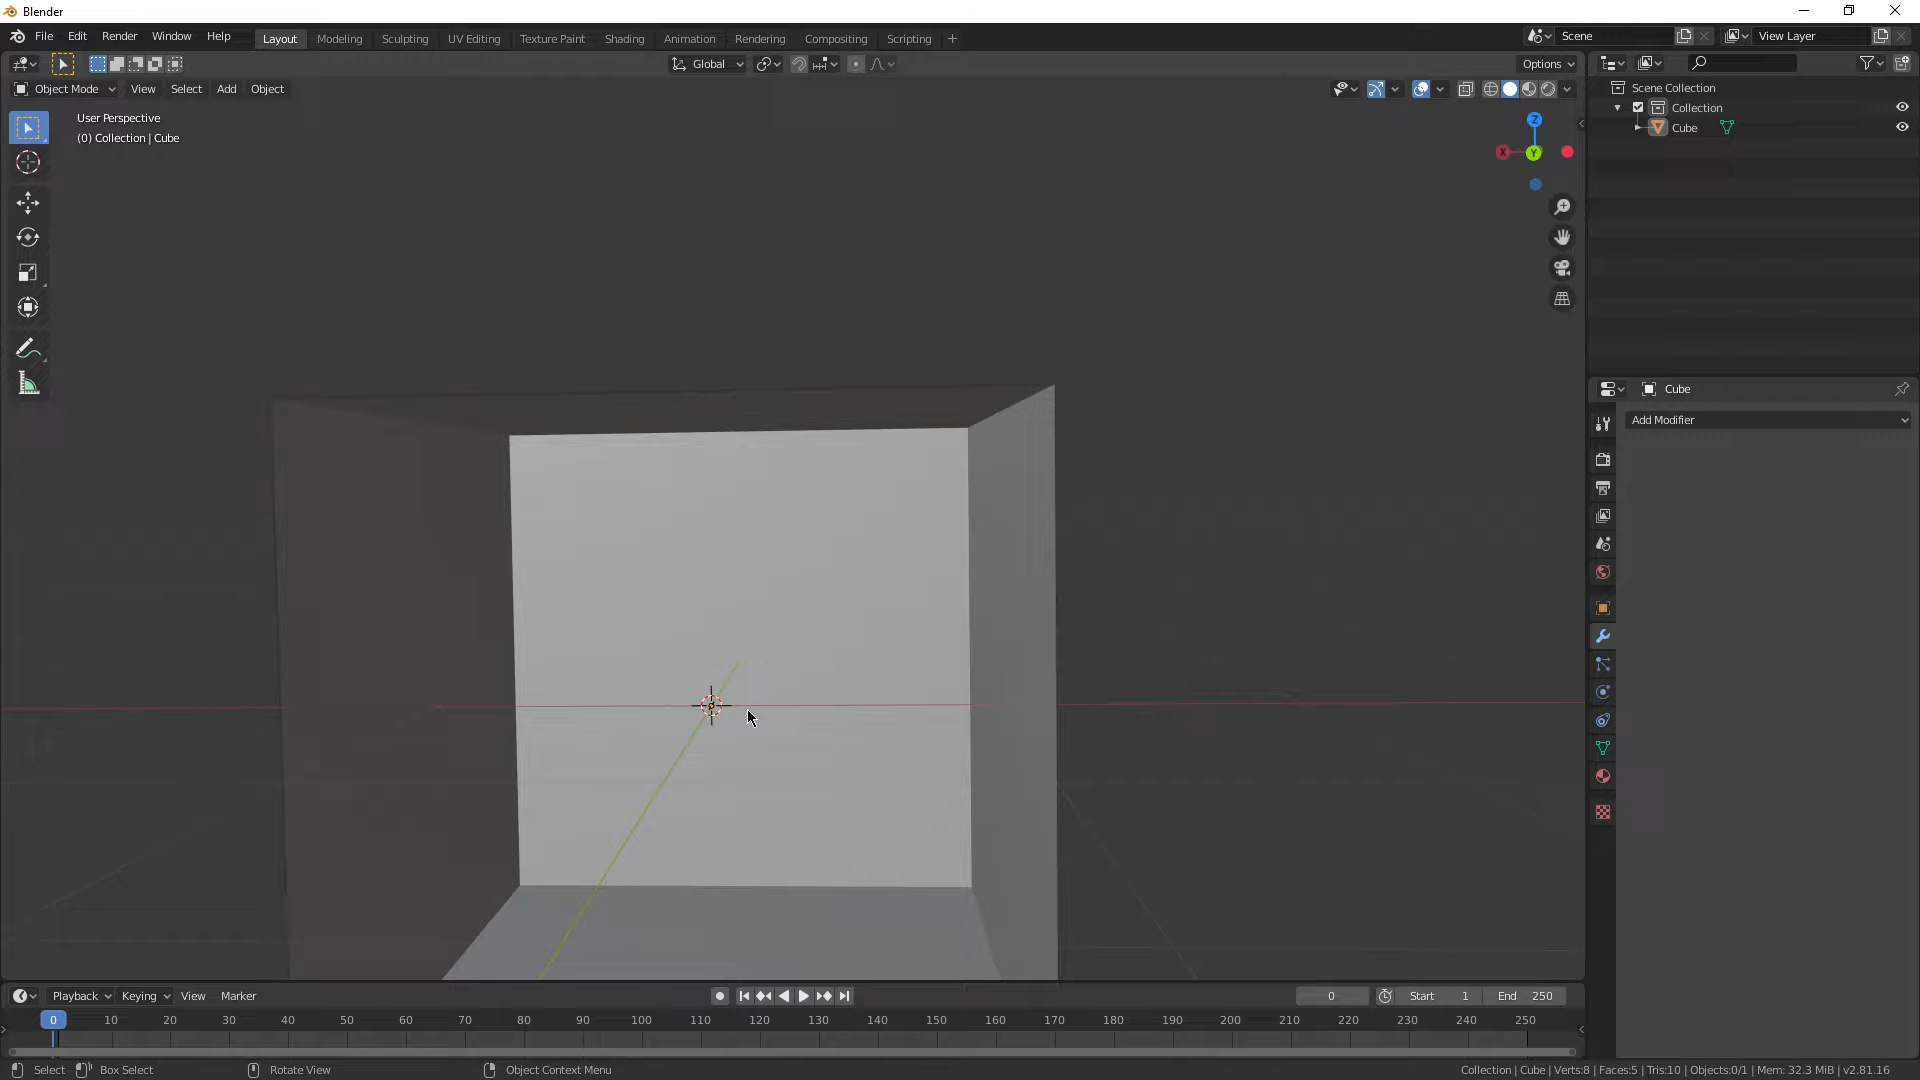 Blender
File Edit Render Window Help Layout Modeling Sculpting UV Editing Texture Paint Shading Animation Rendering Compositing Scripting + Scene View Layer
Global Options
Object Mode View Select Add Object
User Perspective
(0) Collection | Cube
Z
X Y
Scene Collection
Collection
Cube
Cube
Add Modifier
Playback Keying View Marker 0 Start 1 End 250
0 10 20 30 40 50 60 70 80 90 100 110 120 130 140 150 160 170 180 190 200 210 220 230 240 250
Select Box Select Rotate View Object Context Menu Collection | Cube | Verts:8 | Faces:5 | Tris:10 | Objects:0/1 | Mem: 32.3 MiB | v2.81.16